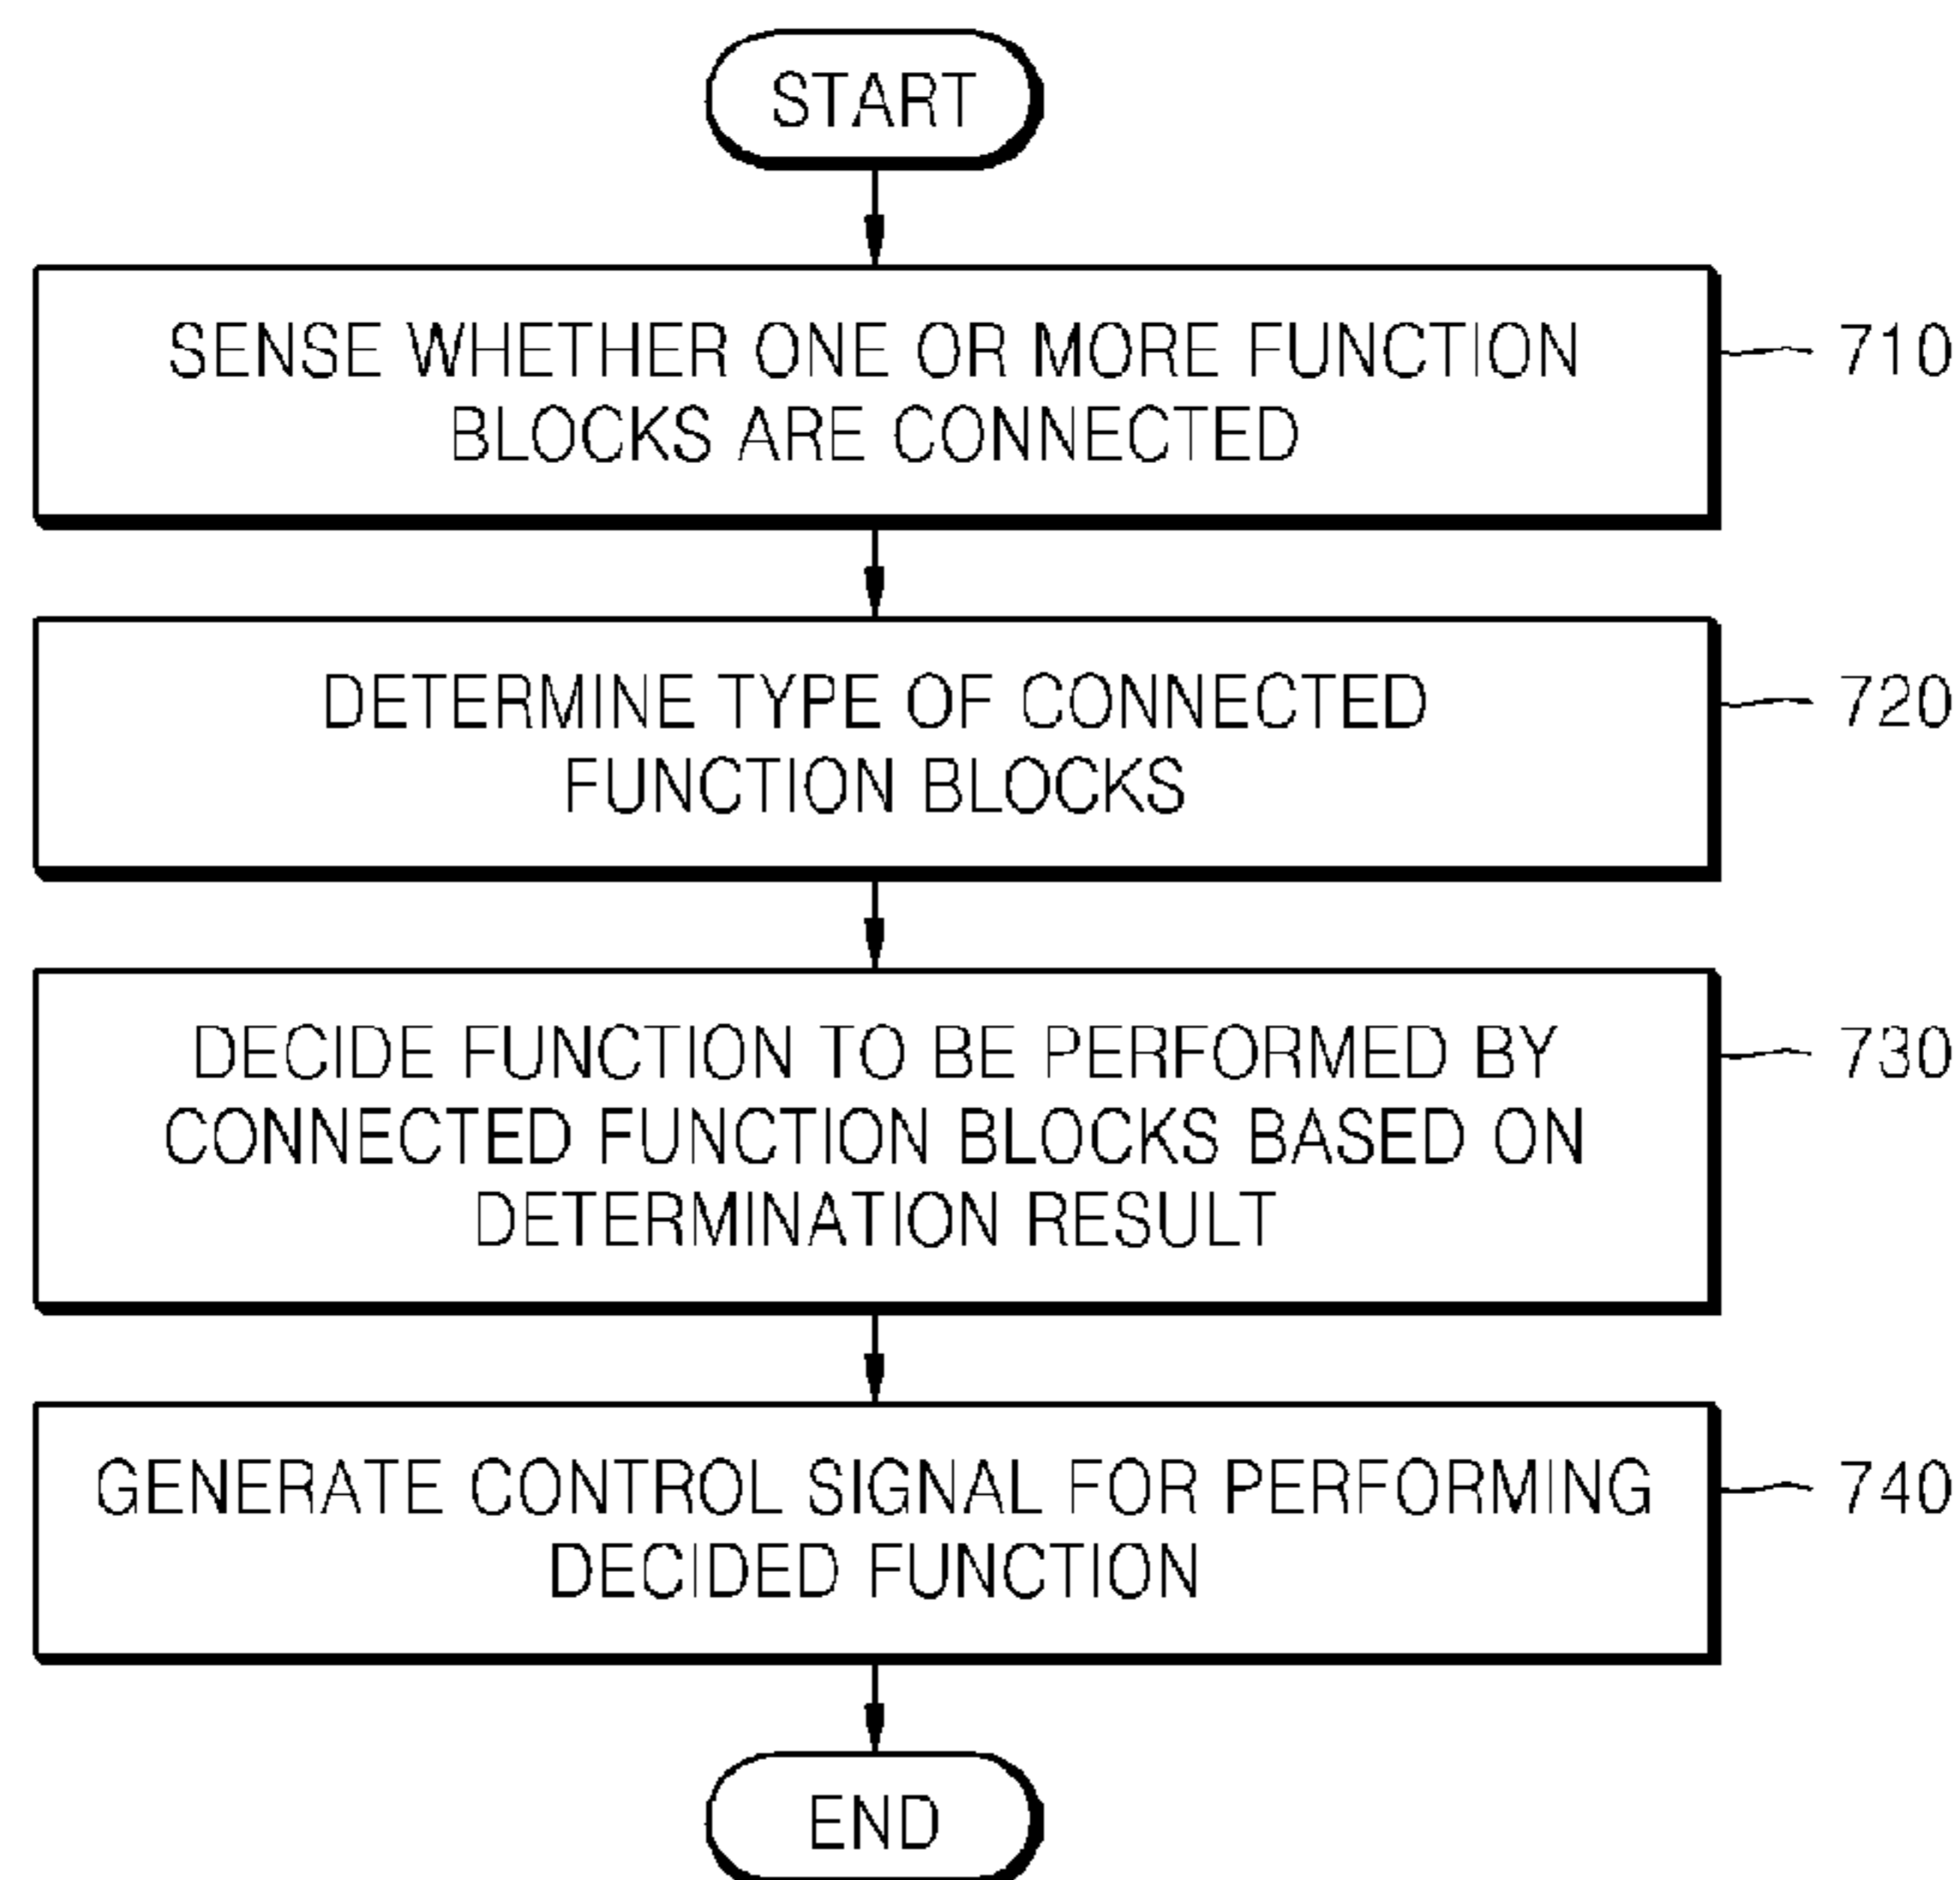 START
SENSE WHETHER ONE OR MORE FUNCTION
BLOCKS ARE CONNECTED
710
DETERMINE TYPE OF CONNECTED
FUNCTION BLOCKS
720
DECIDE FUNCTION TO BE PERFORMED BY
CONNECTED FUNCTION BLOCKS BASED ON
DETERMINATION RESULT
730
GENERATE CONTROL SIGNAL FOR PERFORMING
DECIDED FUNCTION
740
END